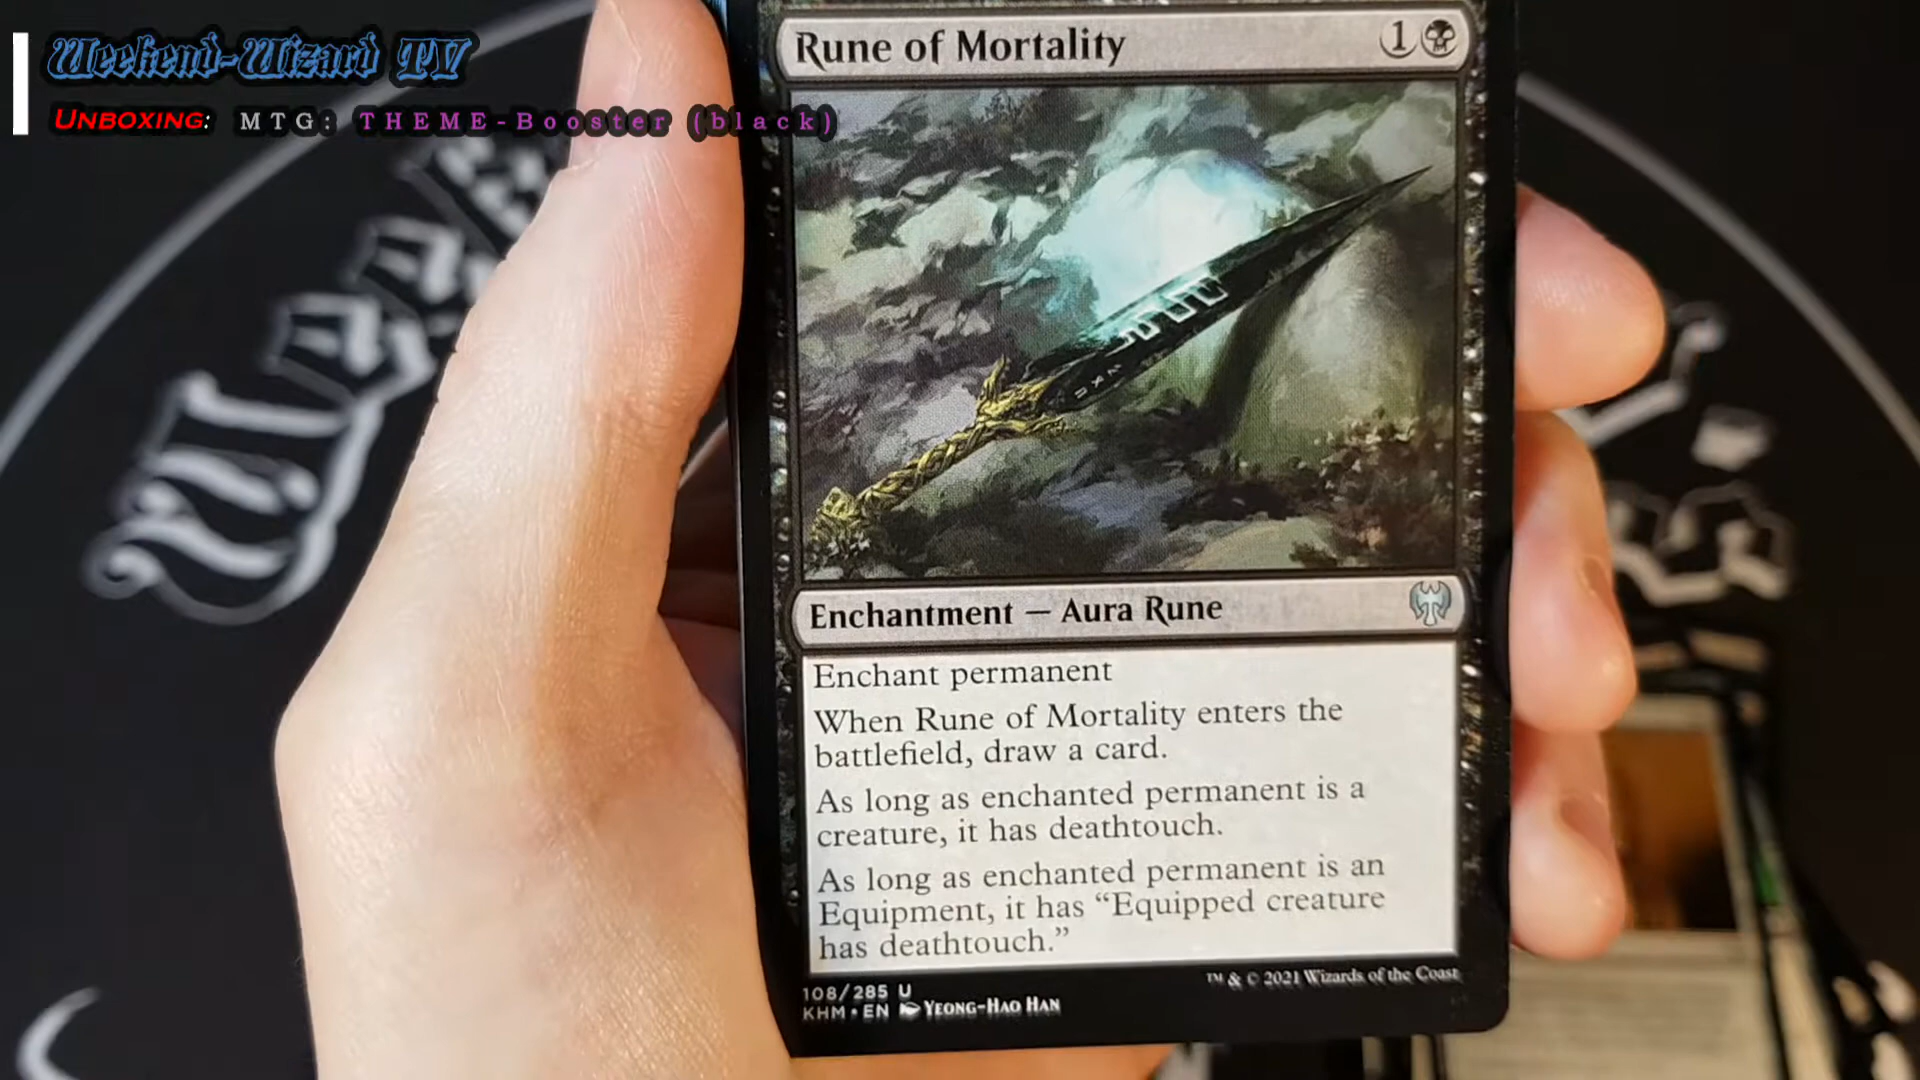 Weekend-Wizard TV
UNBOXING: MTG: THEME-Booster (black)
Rune of Mortality 1
Enchantment — Aura Rune
Enchant permanent
When Rune of Mortality enters the
battlefield, draw a card.
As long as enchanted permanent is a
creature, it has deathtouch.
As long as enchanted permanent is an
Equipment, it has “Equipped creature
has deathtouch.”
108/285 U
KHM • EN YEONG-HAO HAN
™ & © 2021 Wizards of the Coast